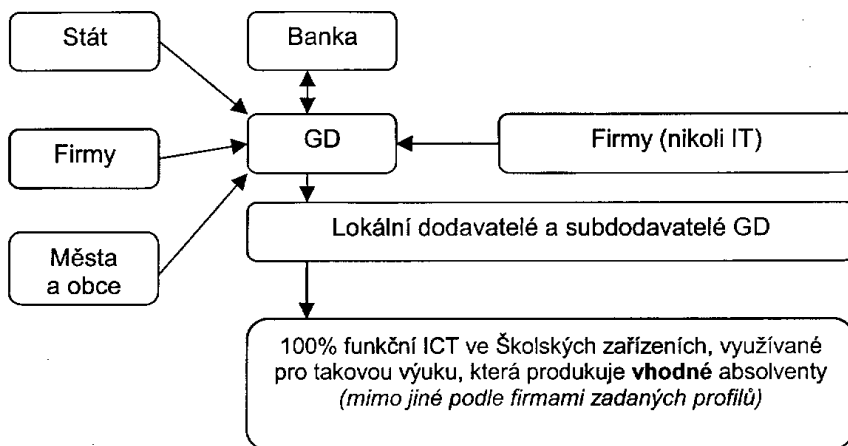 Stát
Banka
Firmy
GD
Firmy (nikoli IT)
Města
a obce
Lokální dodavatelé a subdodavatelé GD
100% funkční ICT ve Školských zařízeních, využívané
pro takovou výuku, která produkuje vhodné absolventy
(mimo jiné podle firmami zadaných profilů)